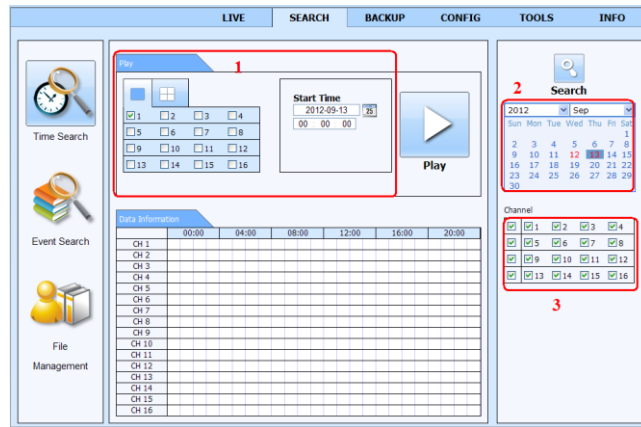 LIVE SEARCH BACKUP CONFIG TOOLS INFO
Time Search
Event Search
File
Management
Play
1
1 2 3 4
5 6 7 8
9 10 11 12
13 14 15 16
Start Time
2012-09-13 25
00 00 00
Play
Data Information
00:00 04:00 08:00 12:00 16:00 20:00
CH 1
CH 2
CH 3
CH 4
CH 5
CH 6
CH 7
CH 8
CH 9
CH 10
CH 11
CH 12
CH 13
CH 14
CH 15
CH 16
Search
2
2012 Sep
Sun Mon Tue Wed Thu Fri Sat
1
2 3 4 5 6 7 8
9 10 11 12 13 14 15
16 17 18 19 20 21 22
23 24 25 26 27 28 29
30
Channel
1 2 3 4
5 6 7 8
9 10 11 12
13 14 15 16
3